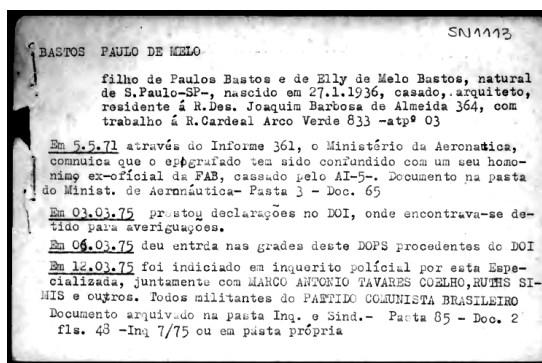 SN1113
BASTOS PAULO DE MELO
filho de Paulos Bastos e de Elly de Melo Bastos, natural
de S.Paulo-SP-, nascido em 27.1.1936, casado,.arquiteto,
residente á R.Des. Joaquim Barbosa de Almeida 364, com
trabalho á R.Cardeal Arco Verde 833 -atpº 03
Em 5.5.71 através do Informe 361, o Ministério da Aeronatica,
comnuica que o epografado tem sido confundido com um seu homo-
nimo ex-oficial da FAB, cassado pelo AI-5-. Documento na pasta
do Minist. de Aeronáutica- Pasta 3 - Doc. 65
Em 03.03.75 prestou declarações no DOI, onde encontrava-se de-
tido para averiguaçoes.
Em 06.03.75 deu entrda nas grades deste DOPS procedentes do DOI
Em 12.03.75 foi indiciado em inquerito polícial por esta Espe-
cializada, juntamente com MARCO ANTONIO TAVARES COELHO,RUTHS SI-
MIS e outros. Todos militantes do PARTIDO COMUNISTA BRASILEIRO
Documento arquivado na pasta Inq. e Sind.- Pasta 85 - Doc. 2
fls. 48 -Inq 7/75 ou em pásta própria